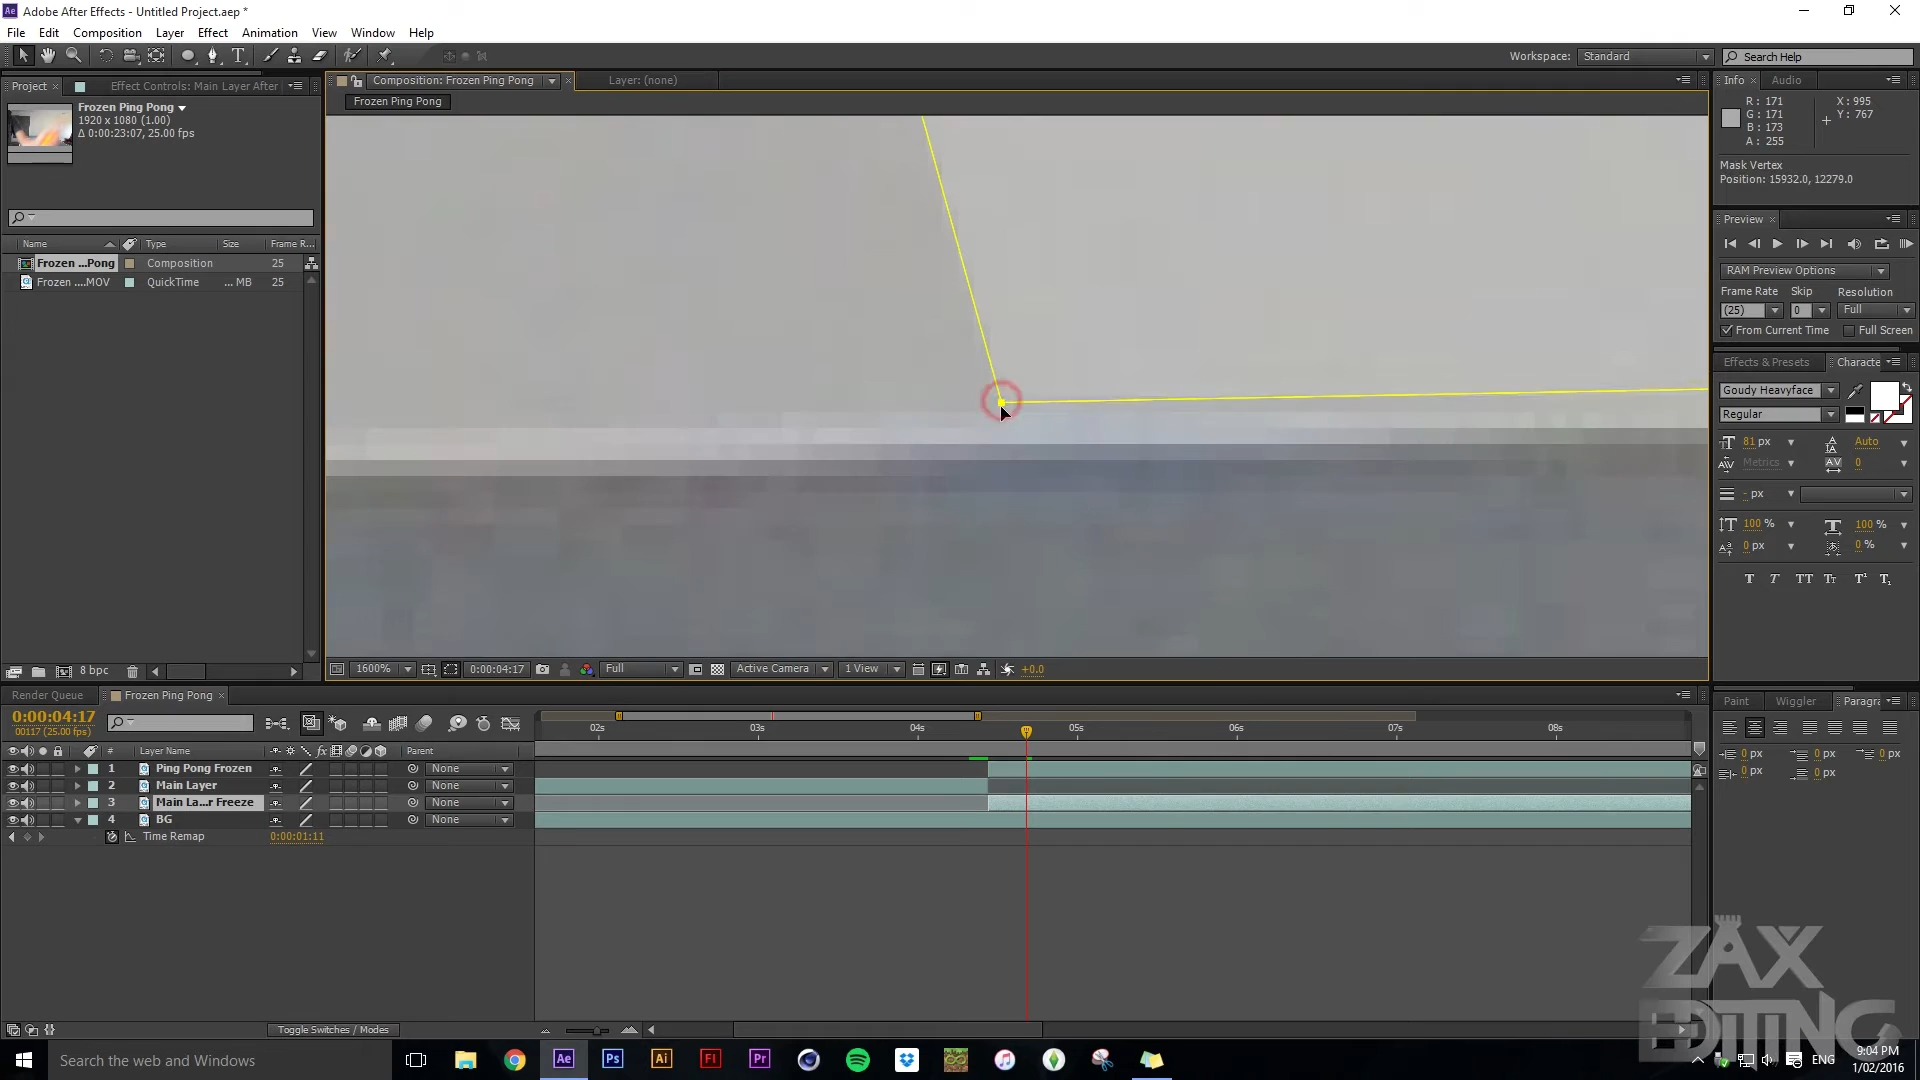 Adobe After Effects - Untitled Project.aep *
File Edit Composition Layer Effect Animation View Window Help
Workspace: Standard Search Help
Project Effect Controls: Main Layer After
Composition: Frozen Ping Pong Layer: (none)
Info Audio
Frozen Ping Pong
1920 x 1080 (1.00)
Δ 0:00:23:07, 25.00 fps
Frozen Ping Pong
R: 171
G: 171
B: 173
A: 255
X: 995
Y: 767
Mask Vertex
Position: 15932.0, 12279.0
Name Type Size Frame R...
Frozen ...Pong Composition 25
Frozen ....MOV QuickTime ... MB 25
Preview
RAM Preview Options
Frame Rate Skip Resolution
(25) 0 Full
From Current Time Full Screen
Effects & Presets Characte
Goudy Heavyface
Regular
81 px Auto
Metrics 0
- px
100 % 100 %
0 px 0 %
T T TT Tt T¹ T₁
8 bpc
1600% 0:00:04:17 Full Active Camera 1 View +0.0
Render Queue Frozen Ping Pong
0:00:04:17
00117 (25.00 fps)
02s 03s 04s 05s 06s 07s 08s
# Layer Name fx Parent
1 Ping Pong Frozen None
2 Main Layer None
3 Main La...r Freeze None
4 BG None
Time Remap 0:00:01:11
Toggle Switches / Modes
Paint Wiggler Paragra
0 px 0 px 0 px
0 px 0 px
ZAX
EDITING
Search the web and Windows
Ae Ps Ai Fl Pr
ENG
9:04 PM
1/02/2016